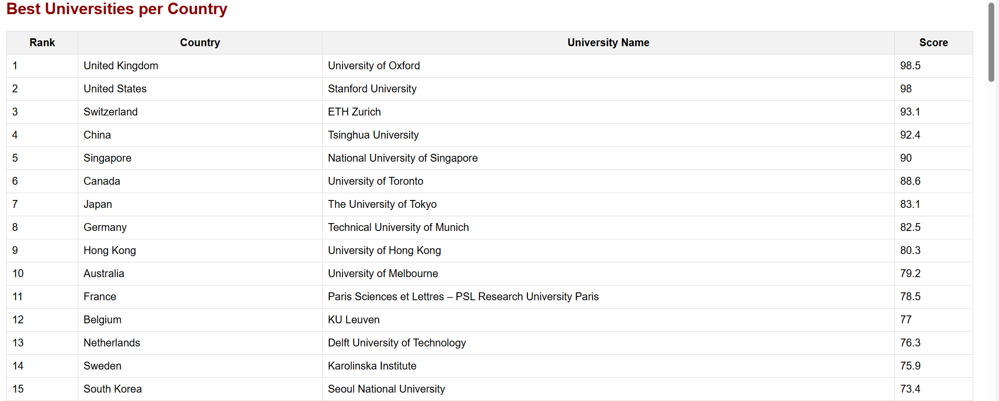 Best Universities per Country
Rank Country University Name Score
1 United Kingdom University of Oxford 98.5
2 United States Stanford University 98
3 Switzerland ETH Zurich 93.1
4 China Tsinghua University 92.4
5 Singapore National University of Singapore 90
6 Canada University of Toronto 88.6
7 Japan The University of Tokyo 83.1
8 Germany Technical University of Munich 82.5
9 Hong Kong University of Hong Kong 80.3
10 Australia University of Melbourne 79.2
11 France Paris Sciences et Lettres – PSL Research University Paris 78.5
12 Belgium KU Leuven 77
13 Netherlands Delft University of Technology 76.3
14 Sweden Karolinska Institute 75.9
15 South Korea Seoul National University 73.4